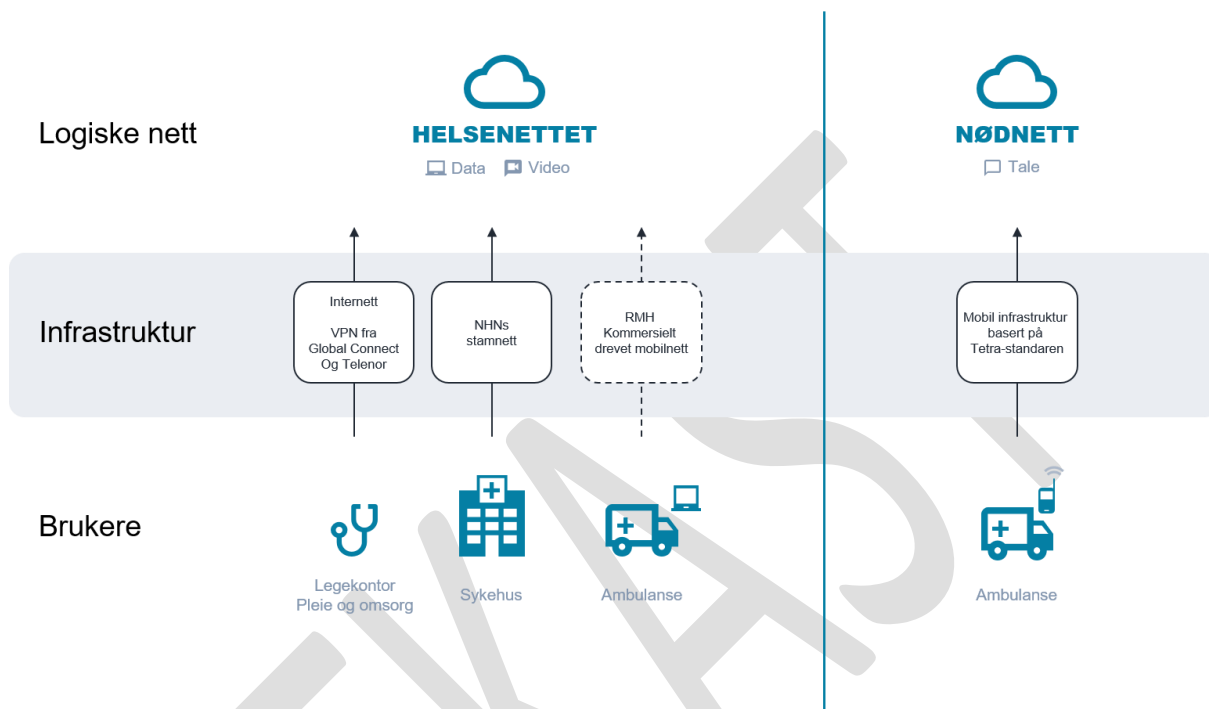 Logiske nett
HELSENETTET
Data
Video
NØDNETT
Tale
Infrastruktur
Internett
VPN fra
Global Connect
Og Telenor
NHNs
stamnett
RMH
Kommersielt
drevet mobilnett
Mobil infrastruktur
basert på
Tetra-standaren
Brukere
Legekontor
Pleie og omsorg
Sykehus
Ambulanse
Ambulanse